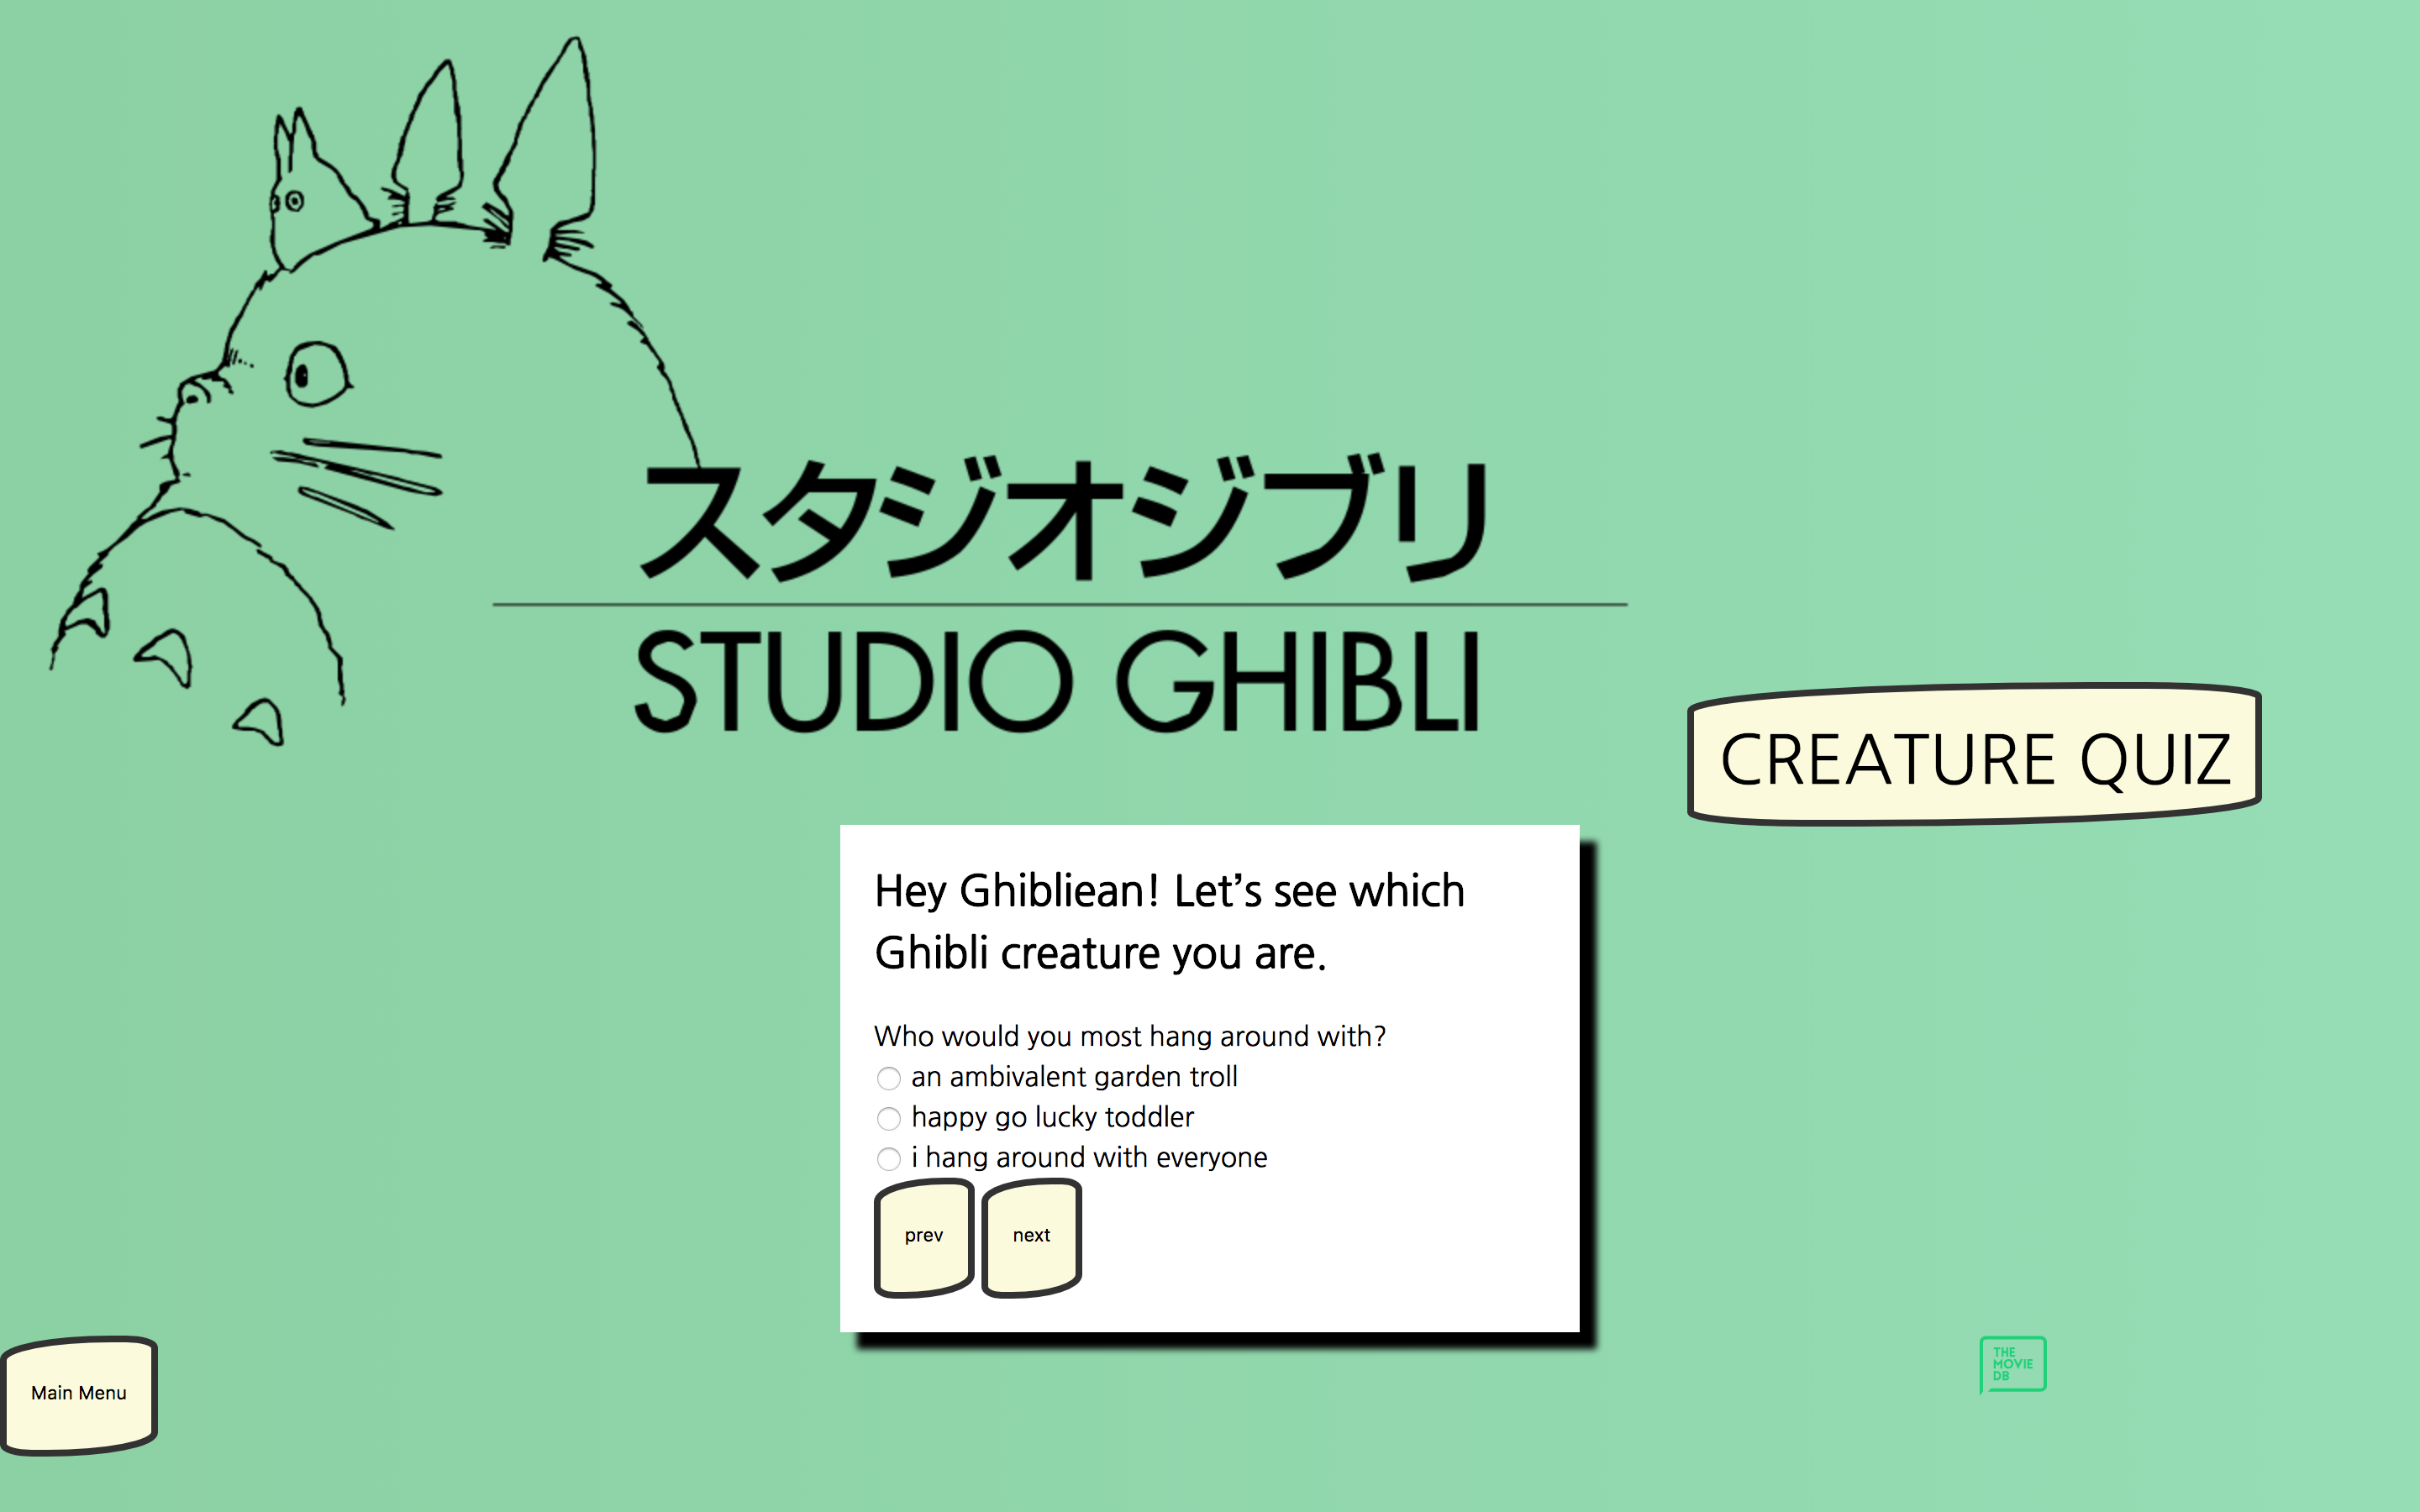 スタジオジブリ
STUDIO GHIBLI
CREATURE QUIZ
Hey Ghibliean! Let’s see which
Ghibli creature you are.
Who would you most hang around with?
an ambivalent garden troll
happy go lucky toddler
i hang around with everyone
prev
next
Main Menu
THE
MOVIE
DB